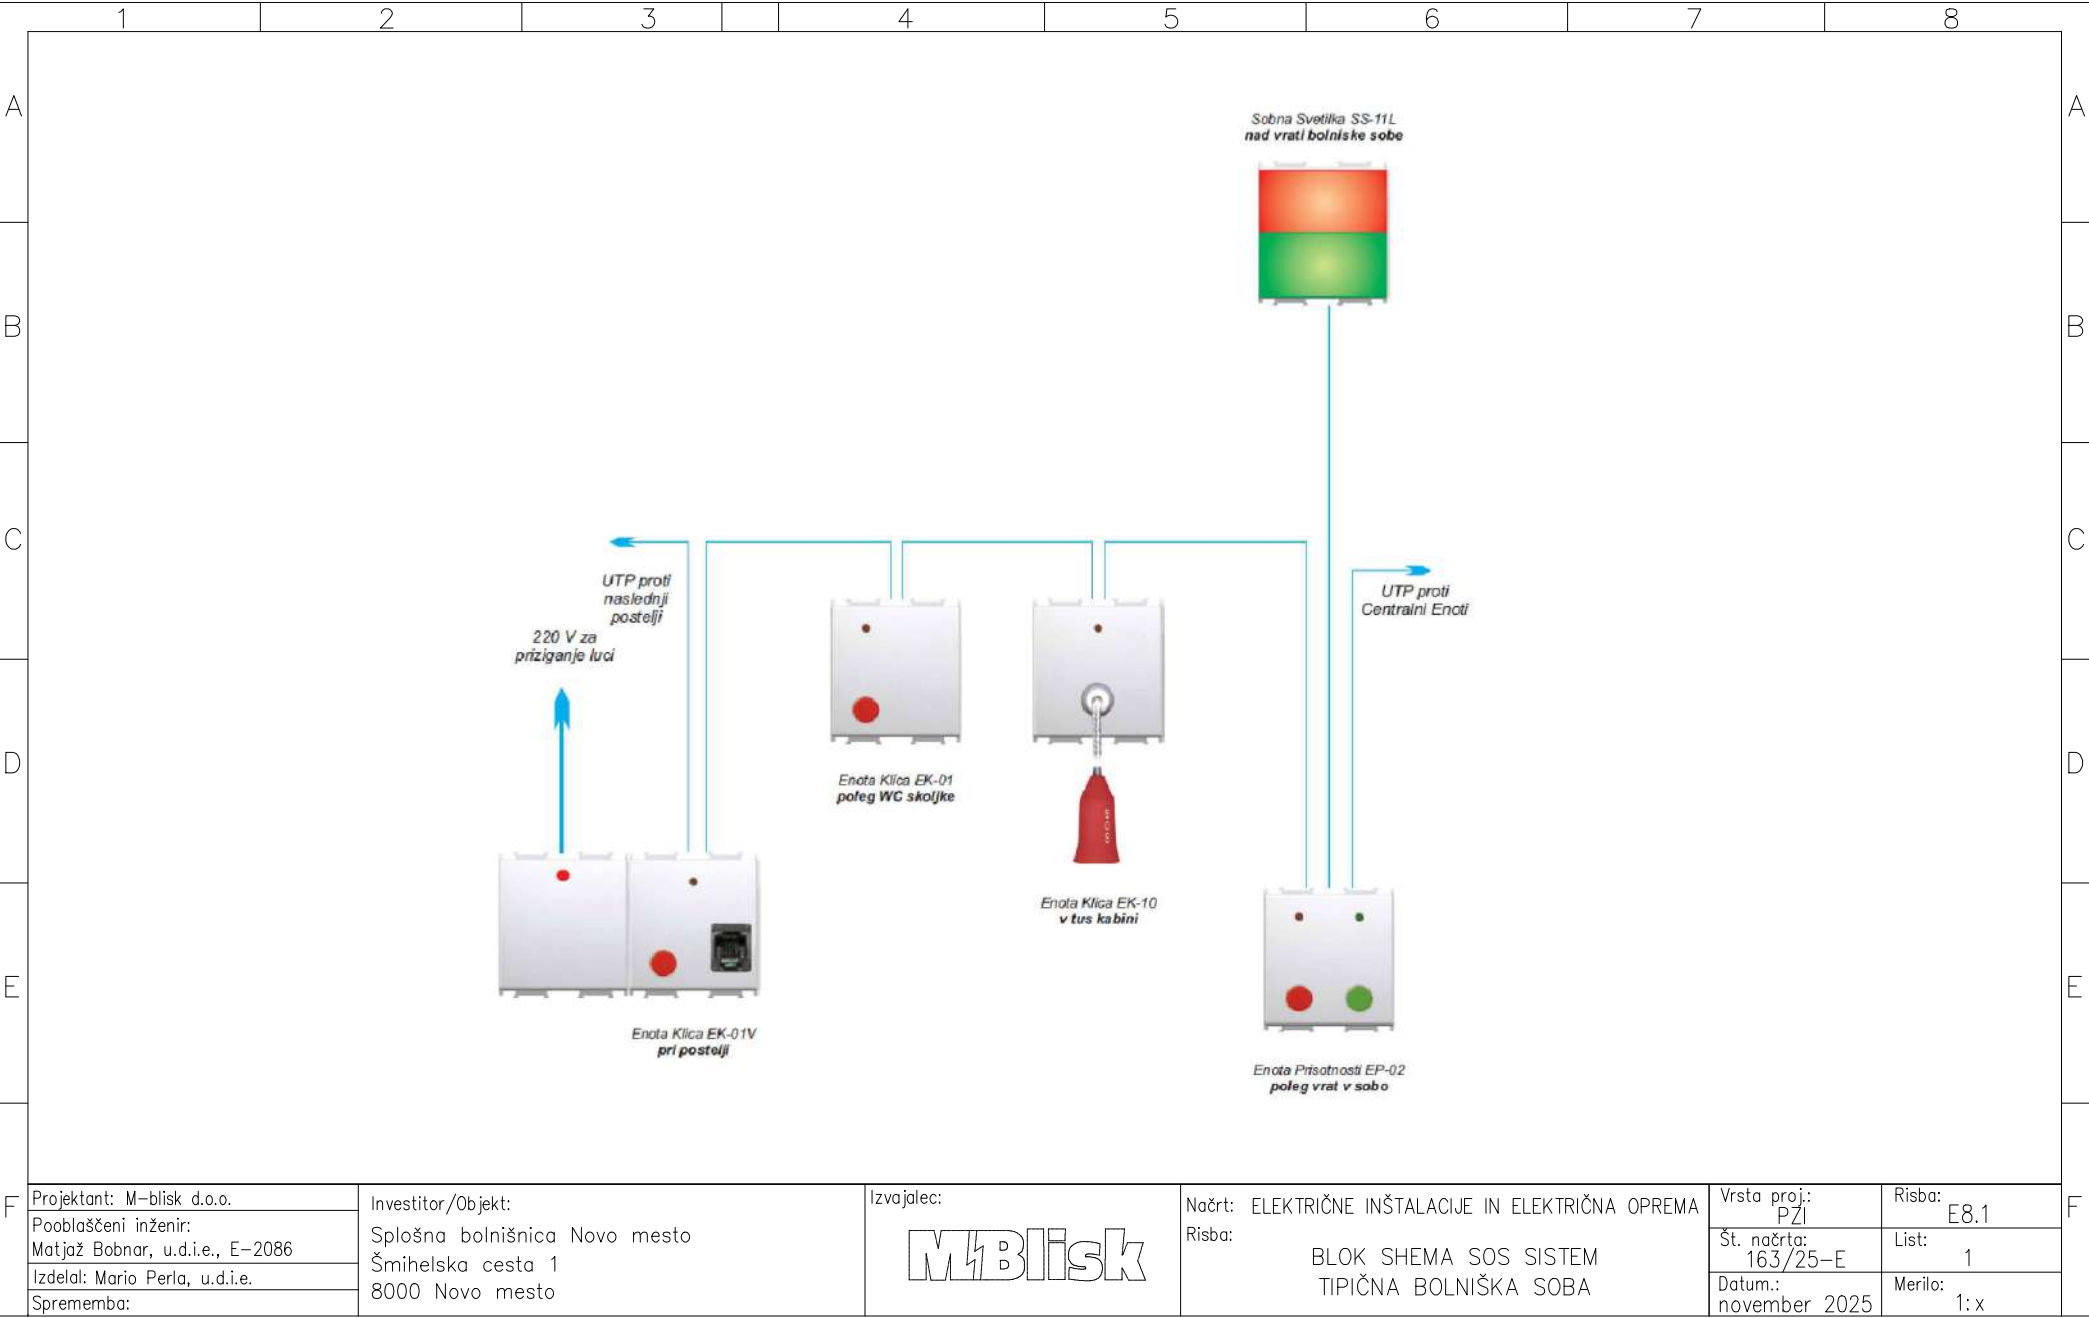 1 2 3 4 5 6 7 8
A A
Sobna Svetilka SS-11L
nad vrati bolniske sobe
B B
C C
UTP proti
naslednji
postelji
UTP proti
Centralni Enoti
220 V za
priziganje luci
D D
Enota Klica EK-01
poleg WC skoljke
Enota Klica EK-10
v tus kabini
E E
Enota Klica EK-01V
pri postelji
Enota Prisotnosti EP-02
poleg vrat v sobo
F F
Projektant: M-blisk d.o.o.
Pooblaščeni inženir:
Matjaž Bobnar, u.d.i.e., E-2086
Izdelal: Mario Perla, u.d.i.e.
Sprememba:
Investitor/Objekt:
Splošna bolnišnica Novo mesto
Šmihelska cesta 1
8000 Novo mesto
Izvajalec:
M Blisk
Načrt: ELEKTRIČNE INŠTALACIJE IN ELEKTRIČNA OPREMA
Risba:
BLOK SHEMA SOS SISTEM
TIPIČNA BOLNIŠKA SOBA
Vrsta proj.:
PZI
Risba:
E8.1
Št. načrta:
163/25-E
List:
1
Datum.:
november 2025
Merilo:
1:x